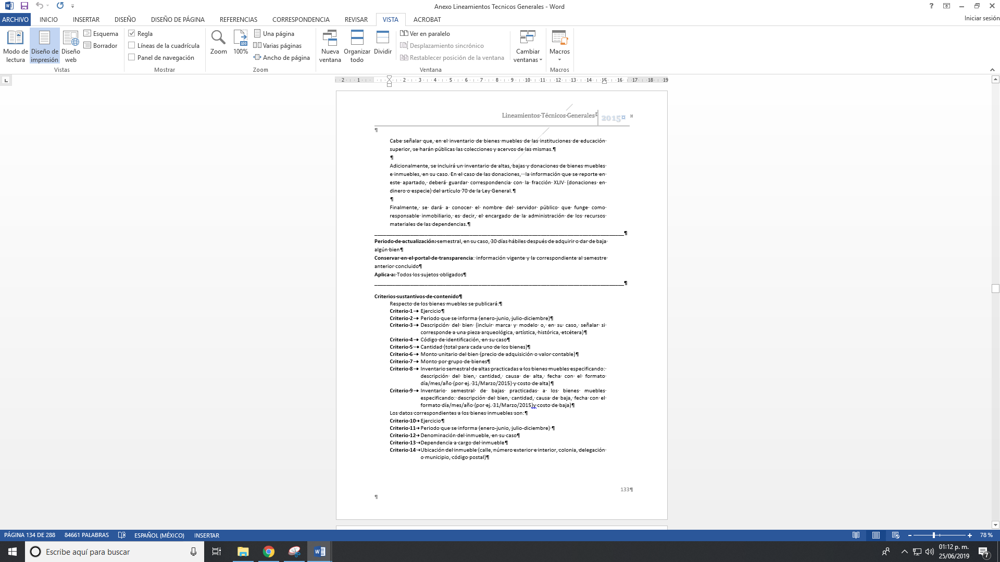 Anexo Lineamientos Tecnicos Generales - Word
ARCHIVO INICIO INSERTAR DISEÑO DISEÑO DE PÁGINA REFERENCIAS CORRESPONDENCIA REVISAR VISTA ACROBAT Iniciar sesión
Modo de lectura
Diseño de impresión
Diseño web
Esquema
Borrador
Vistas
Regla
Líneas de la cuadrícula
Panel de navegación
Mostrar
Zoom
100%
Una página
Varias páginas
Ancho de página
Zoom
Nueva ventana
Organizar todo
Dividir
Ver en paralelo
Desplazamiento sincrónico
Restablecer posición de la ventana
Ventana
Cambiar ventanas
Macros
Macros
2 1 2 3 4 5 6 7 8 9 10 11 12 13 14 15 16 17 18 19
Lineamientos·Técnicos·Generales¤ 2015¤ ¤
¶
Cabe·señalar·que,·en·el·inventario·de·bienes·muebles·de·las·instituciones·de·educación·
superior,·se·harán·públicas·las·colecciones·y·acervos·de·las·mismas.¶
¶
Adicionalmente,·se·incluirá·un·inventario·de·altas,·bajas·y·donaciones·de·bienes·muebles·
e·inmuebles,·en·su·caso.·En·el·caso·de·las·donaciones,···la·información·que·se·reporte·en·
este·apartado,·deberá·guardar·correspondencia·con·la·fracción·XLIV·(donaciones·en·
dinero·o·especie)·del·artículo·70·de·la·Ley·General.¶
¶
Finalmente,·se·dará·a·conocer·el·nombre·del·servidor·público·que·funge·como·
responsable·inmobiliario,·es·decir,·el·encargado·de·la·administración·de·los·recursos·
materiales·de·las·dependencias.¶
¶
Periodo·de·actualización:·semestral,·en·su·caso,·30·días·hábiles·después·de·adquirir·o·dar·de·baja·
algún·bien¶
Conservar·en·el·portal·de·transparencia:·información·vigente·y·la·correspondiente·al·semestre·
anterior·concluido¶
Aplica·a:·Todos·los·sujetos·obligados¶
¶
Criterios·sustantivos·de·contenido¶
Respecto·de·los·bienes·muebles·se·publicará:¶
Criterio·1→ Ejercicio¶
Criterio·2→ Periodo·que·se·informa·(enero-junio,·julio-diciembre)¶
Criterio·3→ Descripción·del·bien·(incluir·marca·y·modelo·o,·en·su·caso,·señalar·si·
corresponde·a·una·pieza·arqueológica,·artística,·histórica,·etcétera)¶
Criterio·4→ Código·de·identificación,·en·su·caso¶
Criterio·5→ Cantidad·(total·para·cada·uno·de·los·bienes)¶
Criterio·6→ Monto·unitario·del·bien·(precio·de·adquisición·o·valor·contable)¶
Criterio·7→ Monto·por·grupo·de·bienes¶
Criterio·8→ Inventario·semestral·de·altas·practicadas·a·los·bienes·muebles·especificando:·
descripción·del·bien,·cantidad,·causa·de·alta,·fecha·con·el·formato·
día/mes/año·(por·ej.·31/Marzo/2015)·y·costo·de·alta)¶
Criterio·9→ Inventario·semestral·de·bajas·practicadas·a·los·bienes·muebles·
especificando:·descripción·del·bien,·cantidad,·causa·de·baja,·fecha·con·el·
formato·día/mes/año·(por·ej.·31/Marzo/2015)y·costo·de·baja)¶
Los·datos·correspondientes·a·los·bienes·inmuebles·son:¶
Criterio·10→ Ejercicio¶
Criterio·11→ Periodo·que·se·informa·(enero-junio,·julio-diciembre)·¶
Criterio·12→ Denominación·del·inmueble,·en·su·caso¶
Criterio·13→ Dependencia·a·cargo·del·inmueble¶
Criterio·14→ Ubicación·del·inmueble·(calle,·número·exterior·e·interior,·colonia,·delegación·
o·municipio,·código·postal)¶
133¶
¶
PÁGINA 134 DE 288 84661 PALABRAS ESPAÑOL (MÉXICO) INSERTAR 78 %
Escribe aquí para buscar
01:12 p. m.
25/06/2019
7